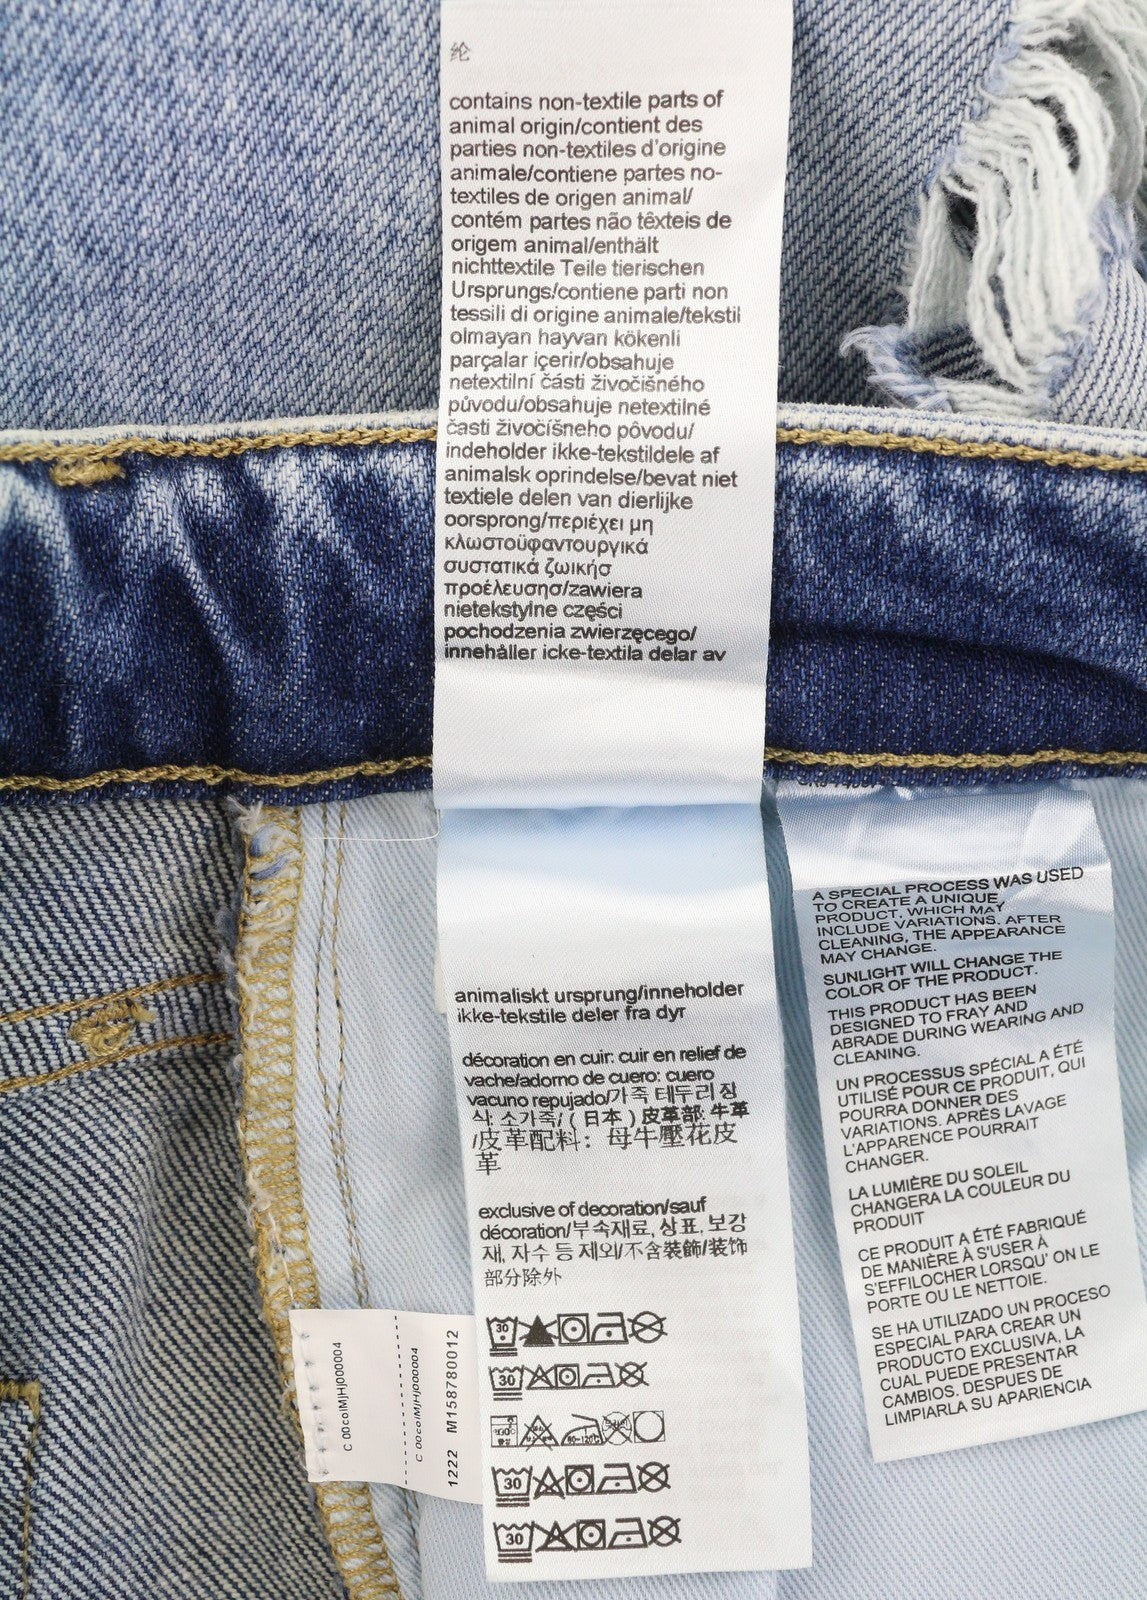 纶
contains non-textile parts of
animal origin/contient des
parties non-textiles d'origine
animale/contiene partes no-
textiles de origen animal/
contém partes não têxteis de
origem animal/enthält
nichttextile Teile tierischen
Ursprungs/contiene parti non
tessili di origine animale/tekstil
olmayan hayvan kökenli
parçalar içerir/obsahuje
netextilní části živočišného
původu/obsahuje netextilné
časti živočíšneho pôvodu/
indeholder ikke-tekstildele af
animalsk oprindelse/bevat niet
textiele delen van dierlijke
oorsprong/περιέχει μη
κλωστοϋφαντουργικά
συστατικά ζωικήσ
προέλευσησ/zawiera
nietekstylne części
pochodzenia zwierzęcego/
innehåller icke-textila delar av
animaliskt ursprung/inneholder
ikke-tekstile deler fra dyr
décoration en cuir: cuir en relief de
vache/adorno de cuero: cuero
vacuno repujado/가죽 테두리 장
식: 소가죽/ ( 日本 ) 皮革部: 牛革
/皮革配料：母牛壓花皮
革
exclusive of decoration/sauf
décoration/부속재료, 상표, 보강
재, 자수 등 제외/不含裝飾/装饰
部分除外
30
30
80-120℃
30
30
C 00colMjHj000004
C 00colMjHj000004
1222 M158780012
A SPECIAL PROCESS WAS USED
TO CREATE A UNIQUE
PRODUCT, WHICH MAY
INCLUDE VARIATIONS. AFTER
CLEANING, THE APPEARANCE
MAY CHANGE.
SUNLIGHT WILL CHANGE THE
COLOR OF THE PRODUCT.
THIS PRODUCT HAS BEEN
DESIGNED TO FRAY AND
ABRADE DURING WEARING AND
CLEANING.
UN PROCESSUS SPÉCIAL A ÉTÉ
UTILISÉ POUR CE PRODUIT, QUI
POURRA DONNER DES
VARIATIONS. APRÈS LAVAGE
L'APPARENCE POURRAIT
CHANGER.
LA LUMIÈRE DU SOLEIL
CHANGERA LA COULEUR DU
PRODUIT
CE PRODUIT A ÉTÉ FABRIQUÉ
DE MANIÈRE À S'USER À
S'EFFILOCHER LORSQU' ON LE
PORTE OU LE NETTOIE.
SE HA UTILIZADO UN PROCESO
ESPECIAL PARA CREAR UN
PRODUCTO EXCLUSIVA, LA
CUAL PUEDE PRESENTAR
CAMBIOS. DESPUES DE
LIMPIARLA SU APARIENCIA